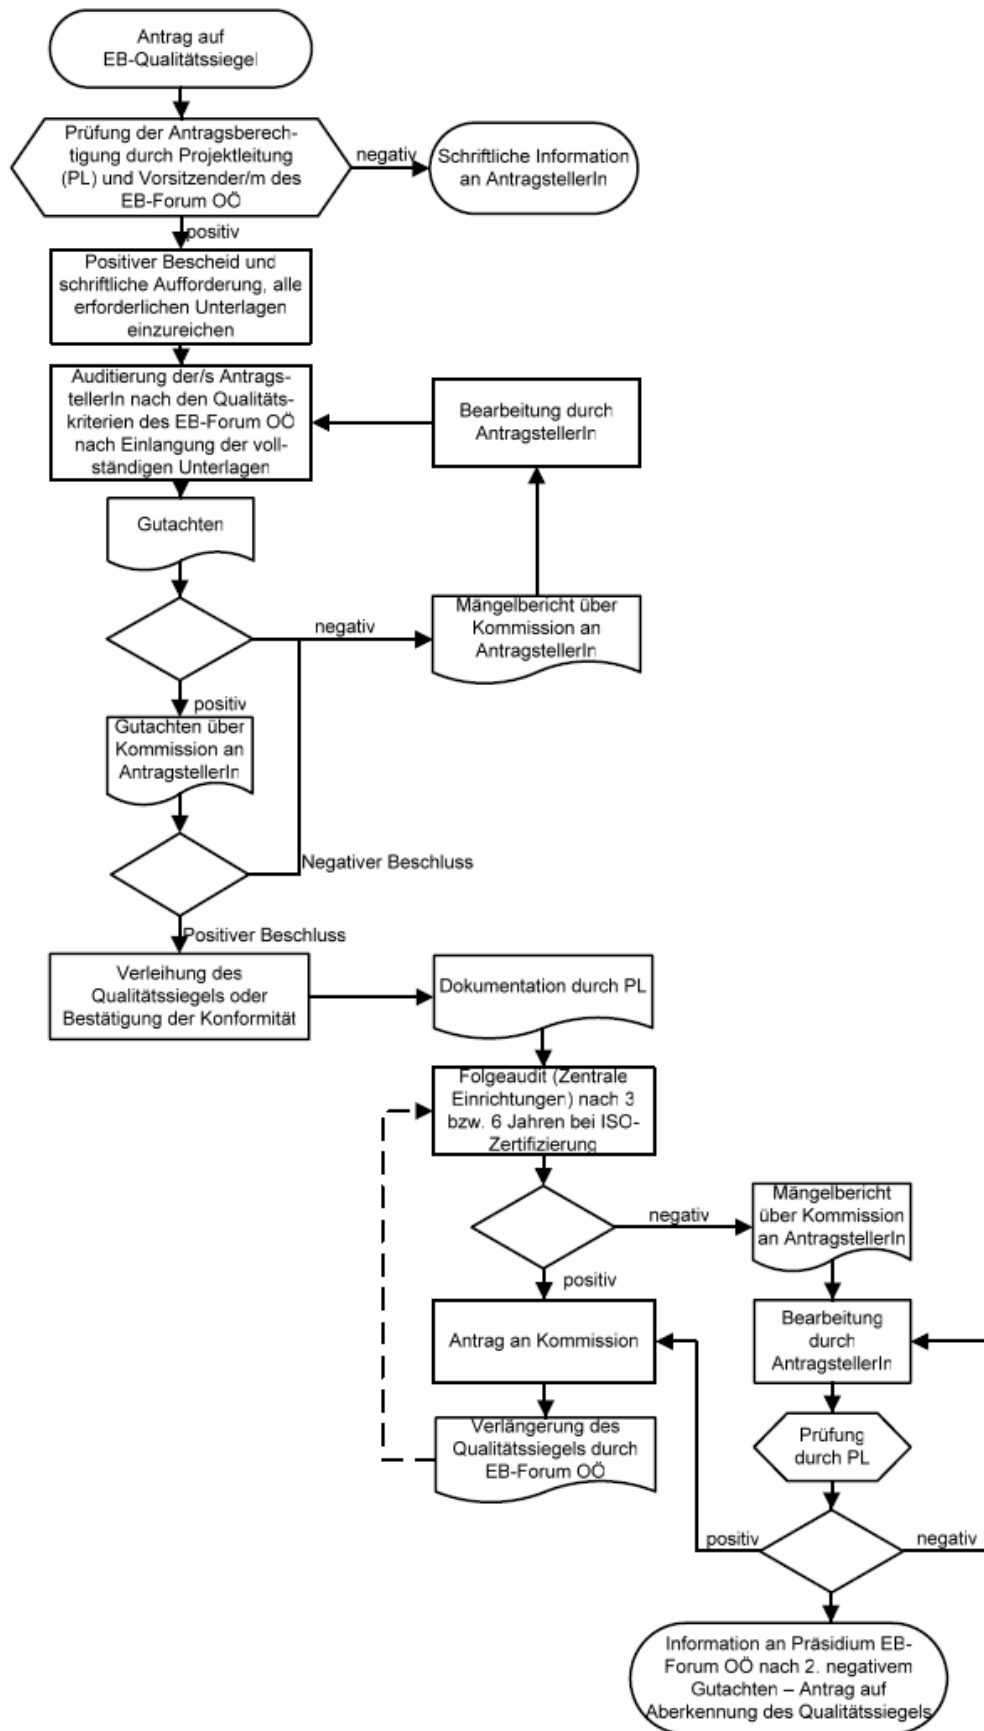 Antrag auf
EB-Qualitätssiegel
Prüfung der Antragsberech-
tigung durch Projektleitung
(PL) und Vorsitzender/m des
EB-Forum OÖ
negativ
Schriftliche Information
an AntragstellerIn
positiv
Positiver Bescheid und
schriftliche Aufforderung, alle
erforderlichen Unterlagen
einzureichen
Auditierung der/s Antrags-
tellerIn nach den Qualitäts-
kriterien des EB-Forum OÖ
nach Einlangung der voll-
ständigen Unterlagen
Bearbeitung durch
AntragstellerIn
Gutachten
negativ
Mängelbericht über
Kommission an
AntragstellerIn
positiv
Gutachten über
Kommission an
AntragstellerIn
Negativer Beschluss
Positiver Beschluss
Verleihung des
Qualitätssiegels oder
Bestätigung der Konformität
Dokumentation durch PL
Folgeaudit (Zentrale
Einrichtungen) nach 3
bzw. 6 Jahren bei ISO-
Zertifizierung
negativ
Mängelbericht
über Kommission
an AntragstellerIn
positiv
Antrag an Kommission
Bearbeitung
durch
AntragstellerIn
Verlängerung des
Qualitätssiegels durch
EB-Forum OÖ
Prüfung
durch PL
positiv
negativ
Information an Präsidium EB-
Forum OÖ nach 2. negativem
Gutachten – Antrag auf
Aberkennung des Qualitätssiegels